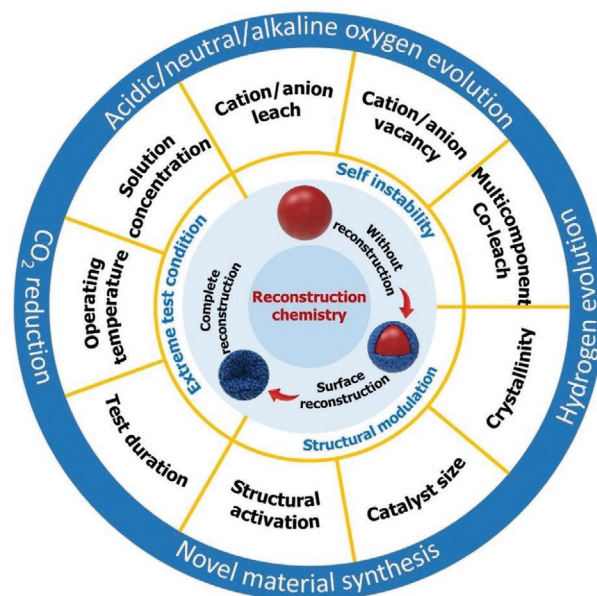 Acidic/neutral/alkaline oxygen evolution
Hydrogen evolution
Novel material synthesis
CO₂ reduction
Cation/anion
leach
Cation/anion
vacancy
Multicomponent
Co-leach
Crystallinity
Catalyst size
Structural
activation
Test duration
Operating
temperature
Solution
concentration
Self instability
Structural modulation
Extreme test condition
Without
reconstruction
Surface
reconstruction
Complete
reconstruction
Reconstruction
chemistry